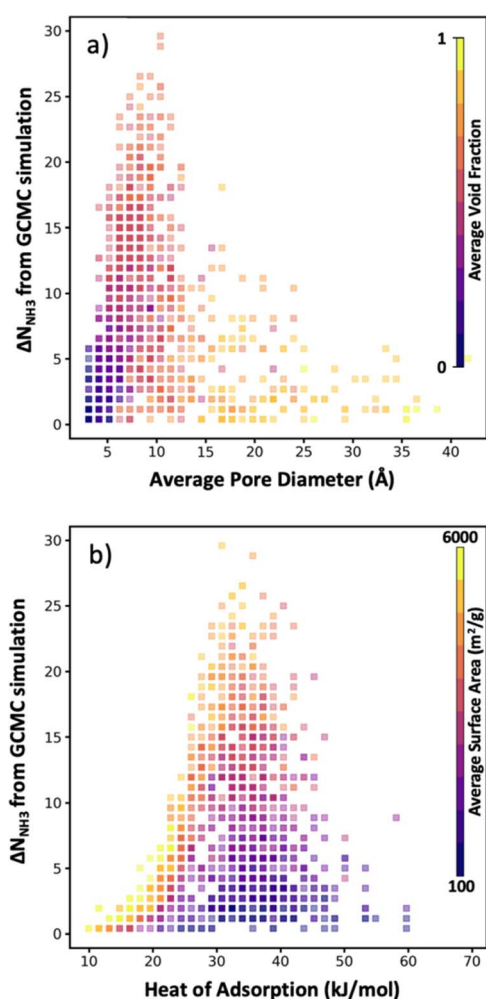 a)
1
30
25
20
15
10
5
0
ΔN_NH3 from GCMC simulation
Average Void Fraction
0
5 10 15 20 25 30 35 40
Average Pore Diameter (Å)
b)
6000
30
25
20
15
10
5
0
ΔN_NH3 from GCMC simulation
Average Surface Area (m²/g)
100
10 20 30 40 50 60 70
Heat of Adsorption (kJ/mol)